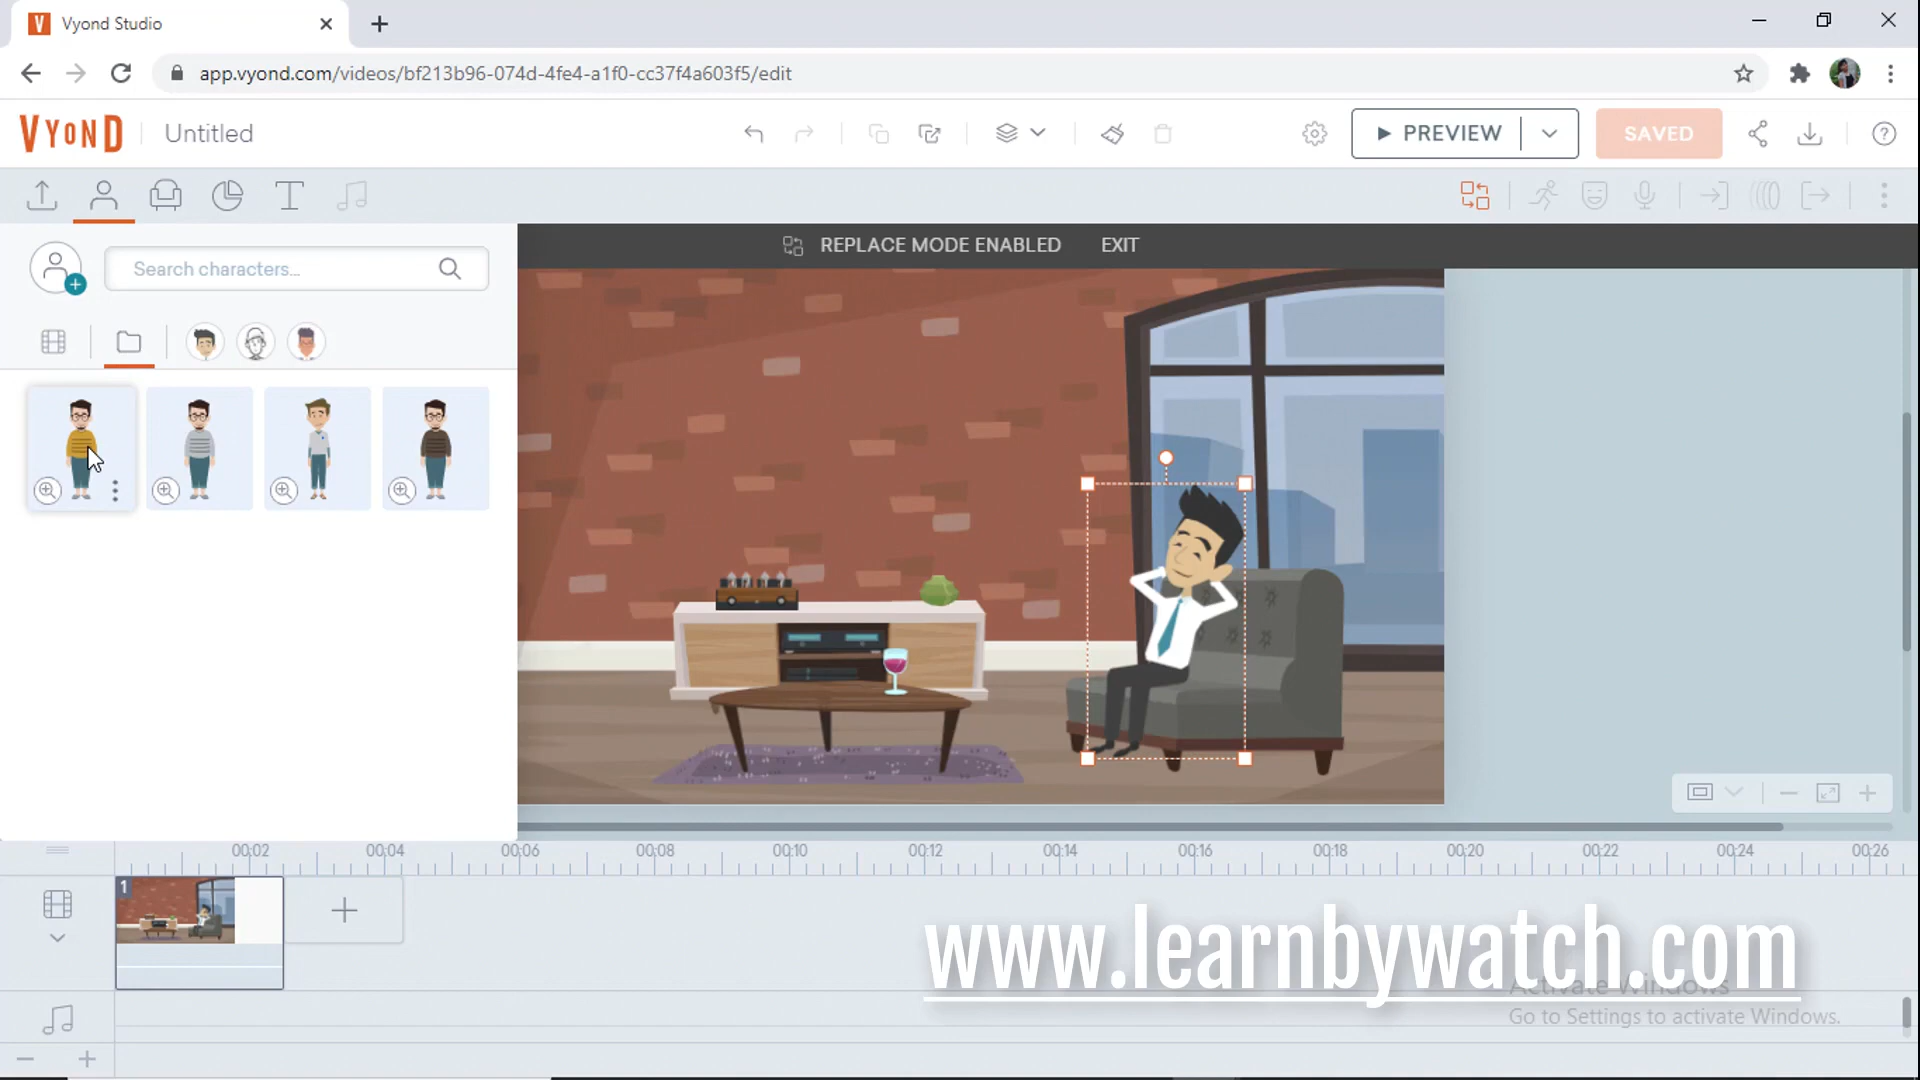 Vyond Studio
app.vyond.com/videos/bf213b96-074d-4fe4-a1f0-cc37f4a603f5/edit
VYOND
Untitled
PREVIEW
SAVED
REPLACE MODE ENABLED
EXIT
Search characters...
00:02
00:04
00:06
00:08
00:10
00:12
00:14
00:16
00:18
00:20
00:22
00:24
00:26
1
www.learnbywatch.com
Activate Windows
Go to Settings to activate Windows.